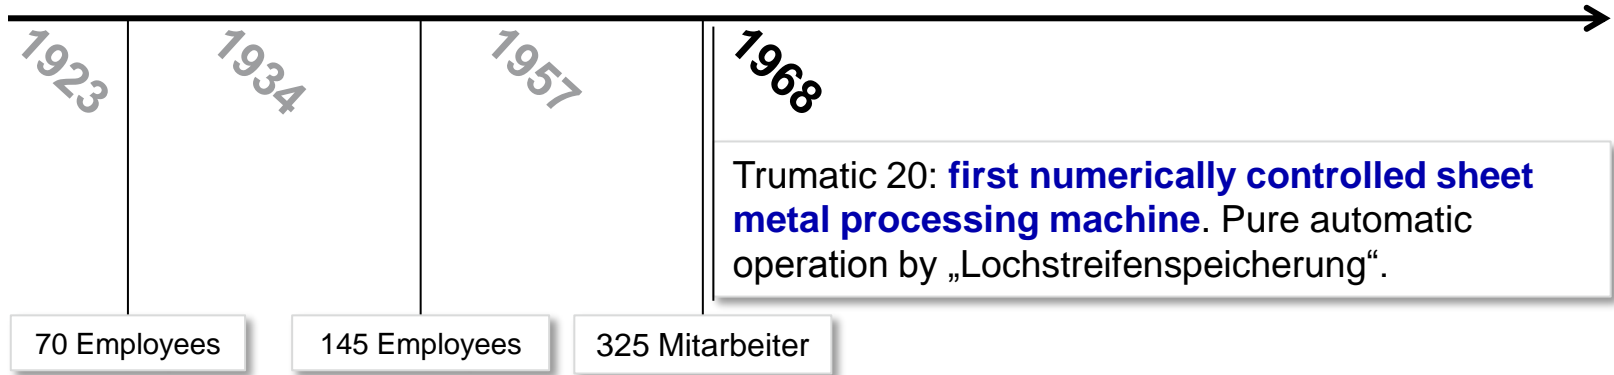 1923
1934
1957
1968
Trumatic 20: first numerically controlled sheet
metal processing machine. Pure automatic
operation by „Lochstreifenspeicherung“.
70 Employees
145 Employees
325 Mitarbeiter